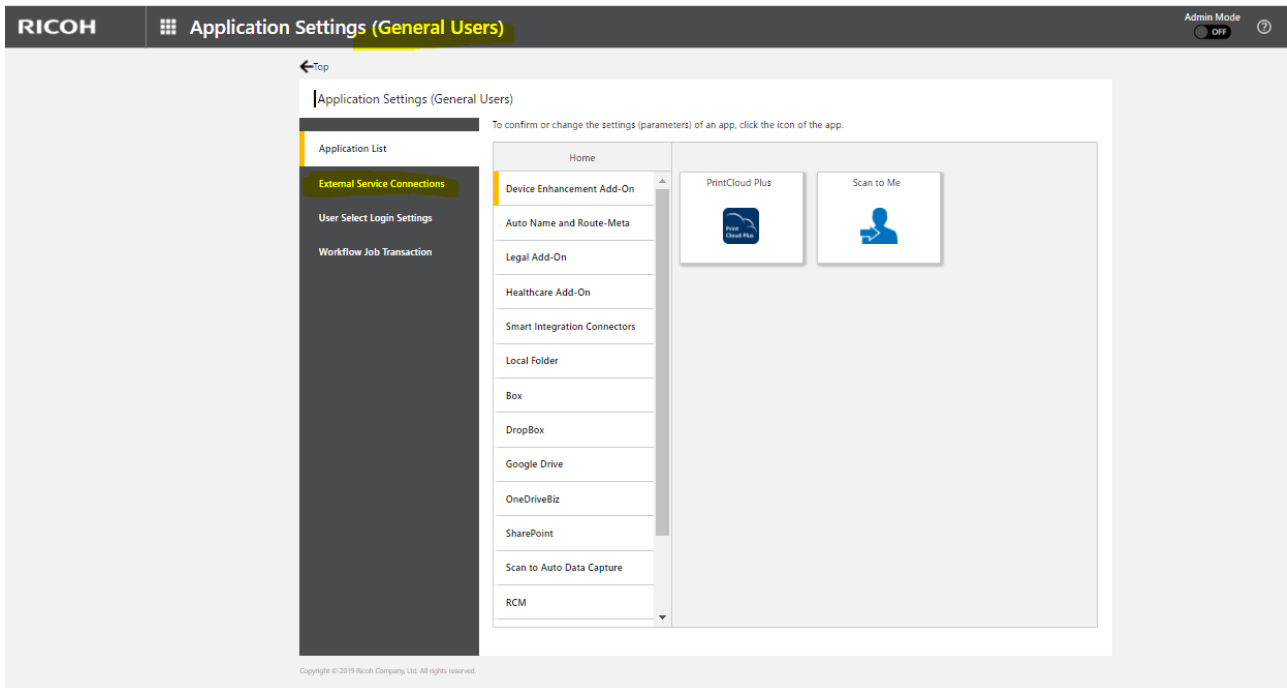 RICOH
Application Settings (General Users)
Admin Mode
OFF
?
Top
Application Settings (General Users)
To confirm or change the settings (parameters) of an app, click the icon of the app.
Application List
External Service Connections
User Select Login Settings
Workflow Job Transaction
Home
Device Enhancement Add-On
Auto Name and Route-Meta
Legal Add-On
Healthcare Add-On
Smart Integration Connectors
Local Folder
Box
DropBox
Google Drive
OneDriveBiz
SharePoint
Scan to Auto Data Capture
RCM
PrintCloud Plus
Print
Cloud Plus
Scan to Me
Copyright © 2019 Ricoh Company, Ltd. All rights reserved.